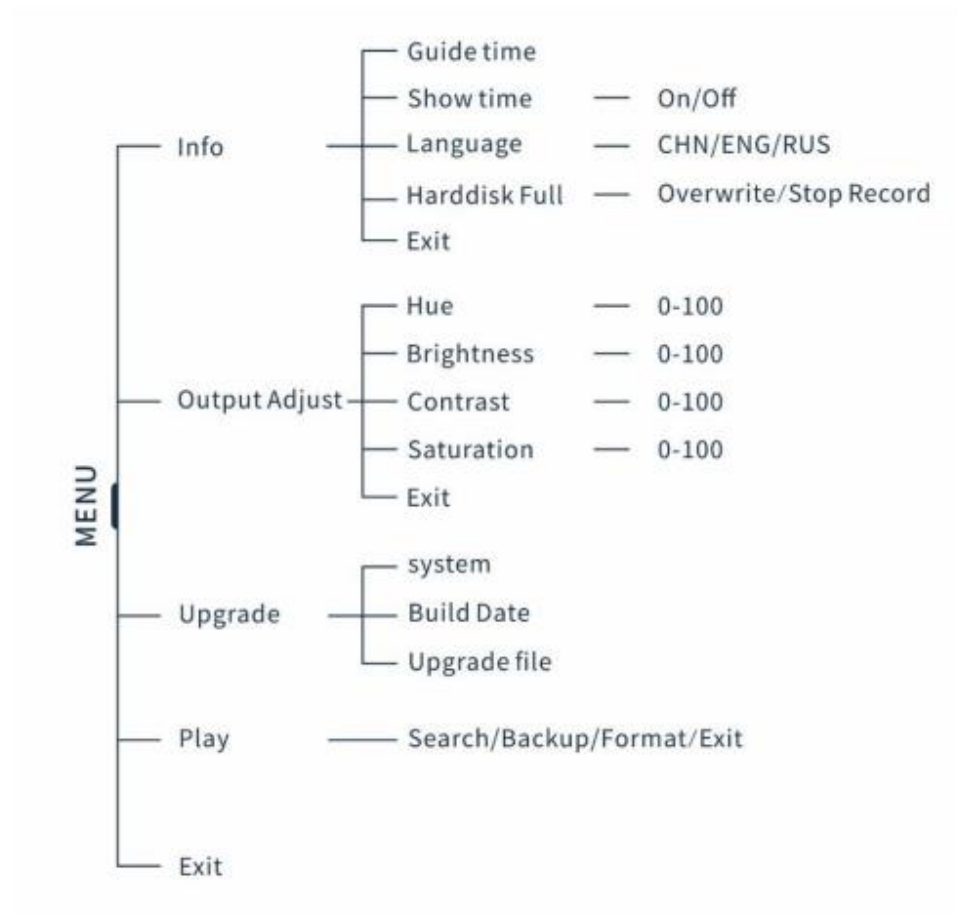 MENU
Info
Guide time
Show time — On/Off
Language — CHN/ENG/RUS
Harddisk Full — Overwrite/Stop Record
Exit
Output Adjust
Hue — 0-100
Brightness — 0-100
Contrast — 0-100
Saturation — 0-100
Exit
Upgrade
system
Build Date
Upgrade file
Play — Search/Backup/Format/Exit
Exit